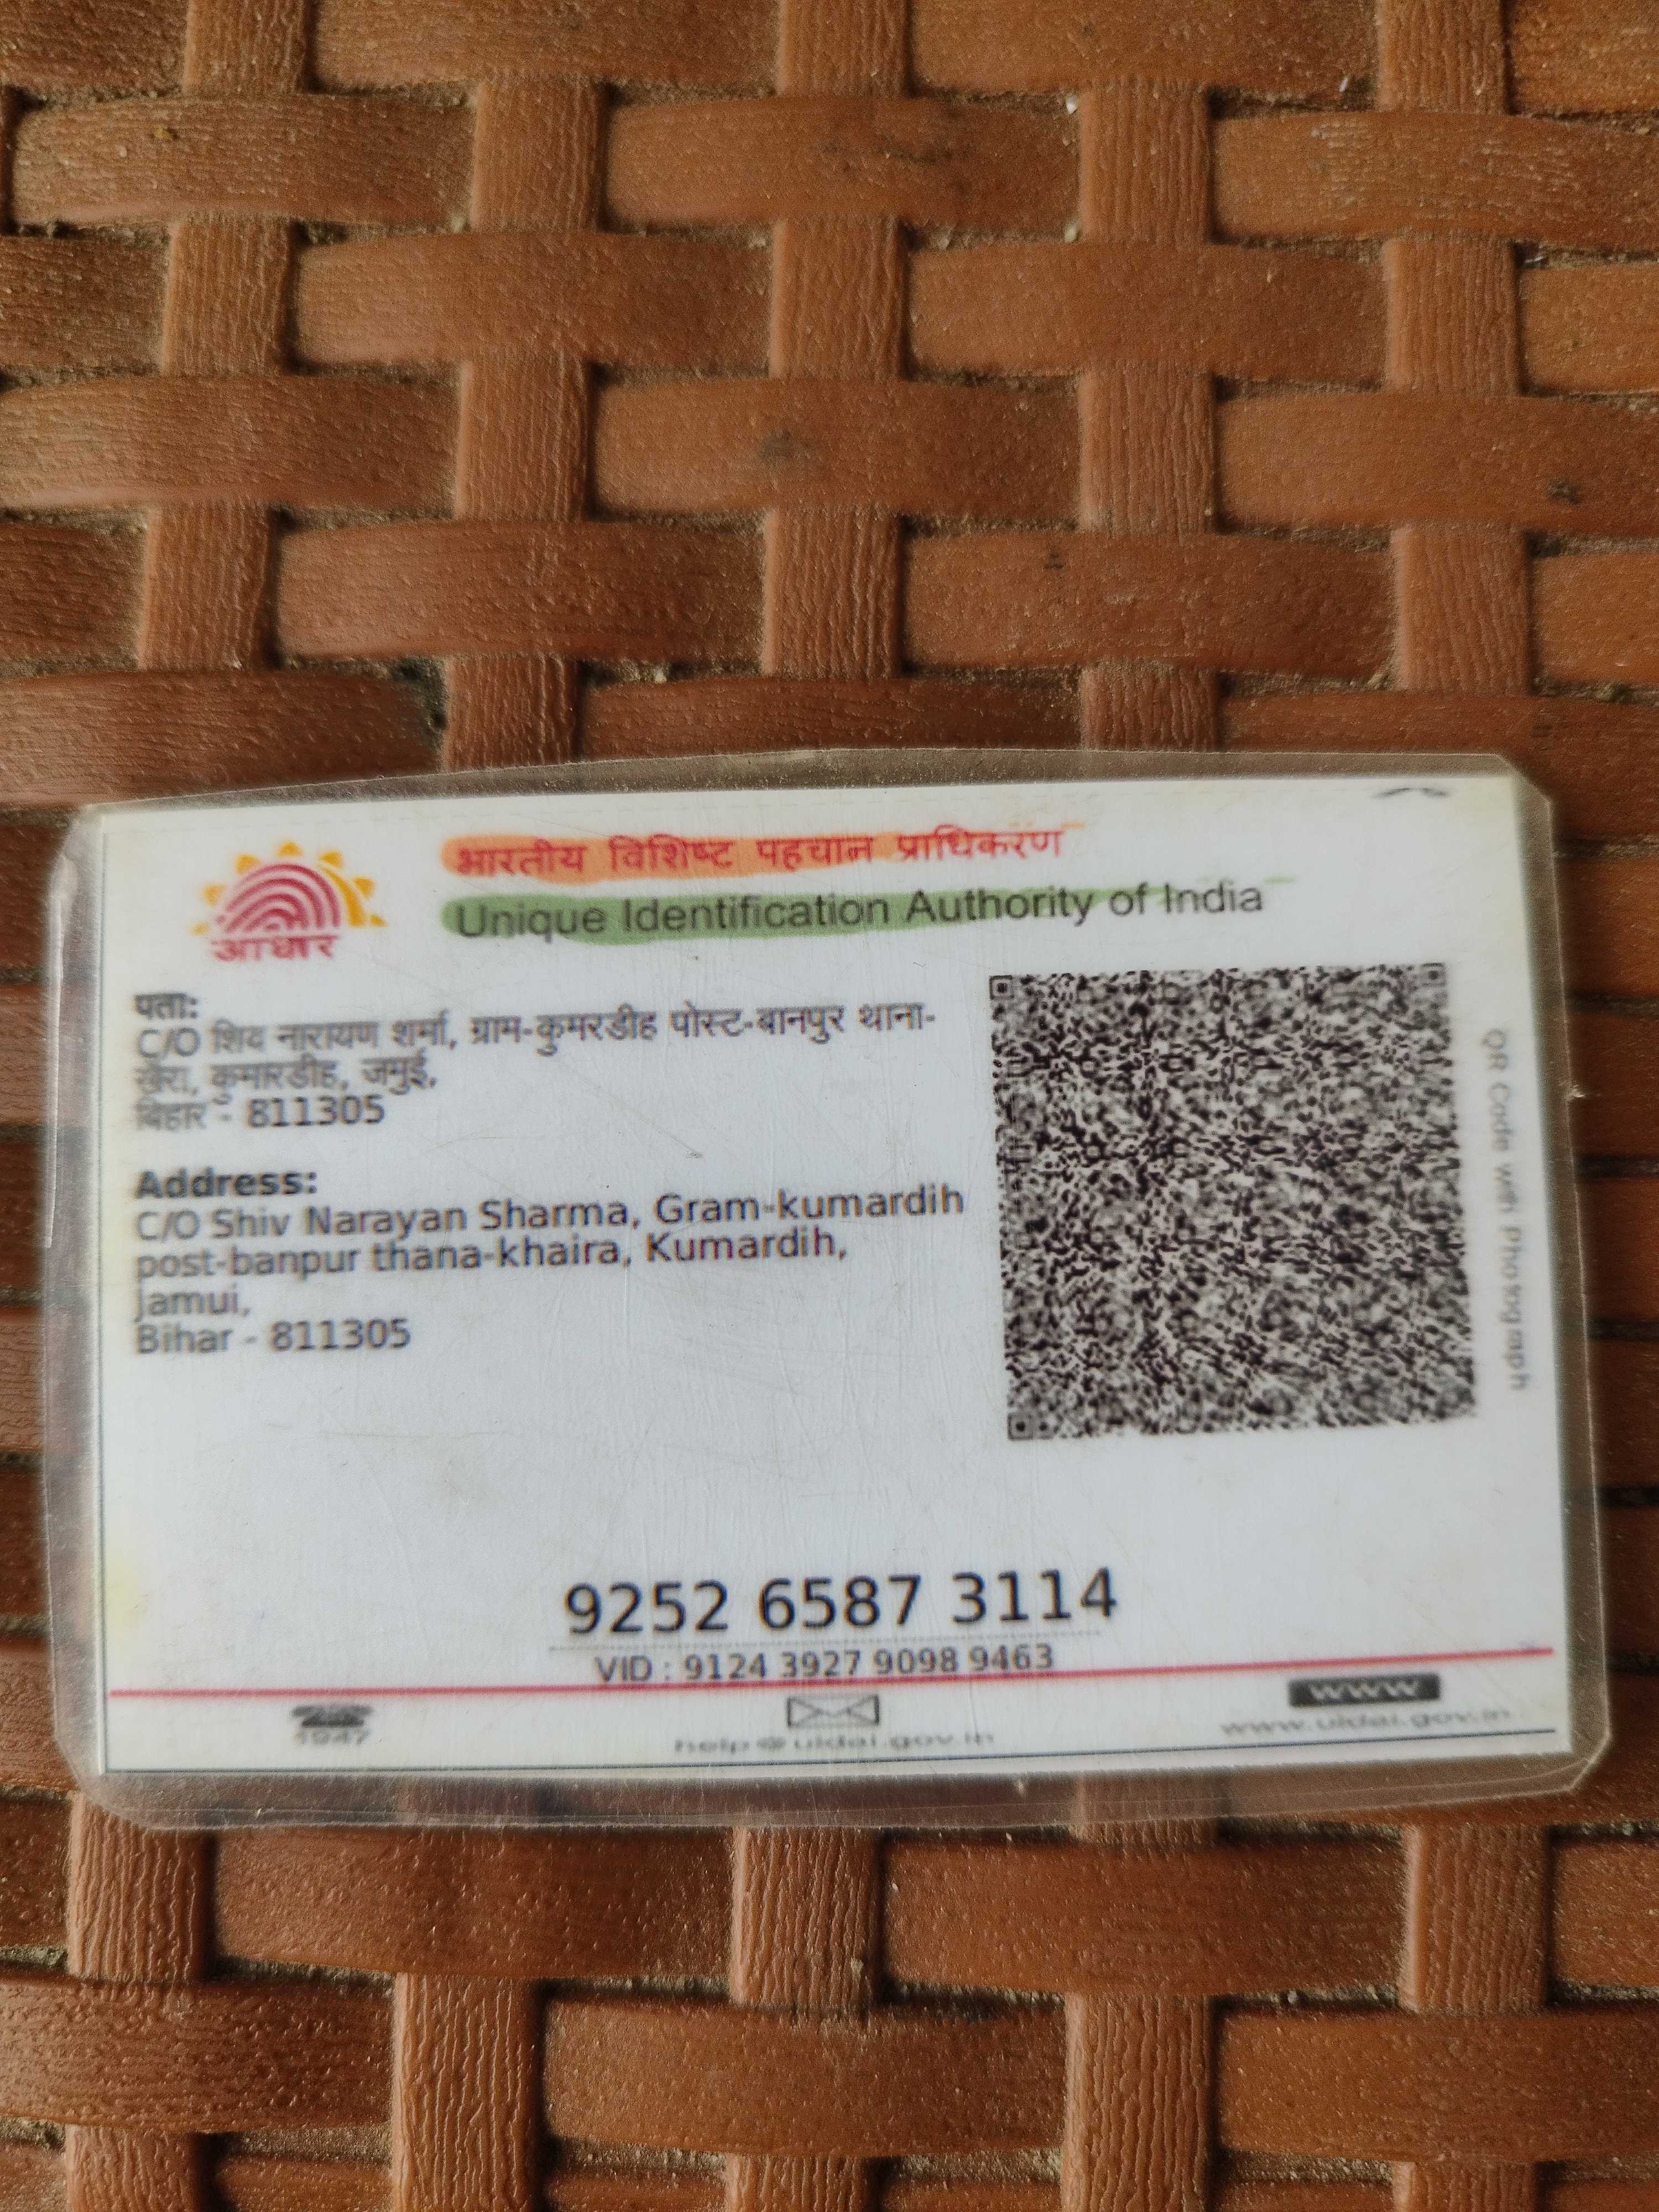 आधार
भारतीय विशिष्ट पहचान प्राधिकरण
Unique Identification Authority of India
पता:
C/O शिव नारायण शर्मा, ग्राम-कुमरडीह पोस्ट-बानपुर थाना-
खैरा, कुमारडीह, जमुई,
बिहार - 811305
Address:
C/O Shiv Narayan Sharma, Gram-kumardih
post-banpur thana-khaira, Kumardih,
Jamui,
Bihar - 811305
QR Code with Photograph
9252 6587 3114
VID : 9124 3927 9098 9463
1947
help@uidai.gov.in
www
www.uidai.gov.in